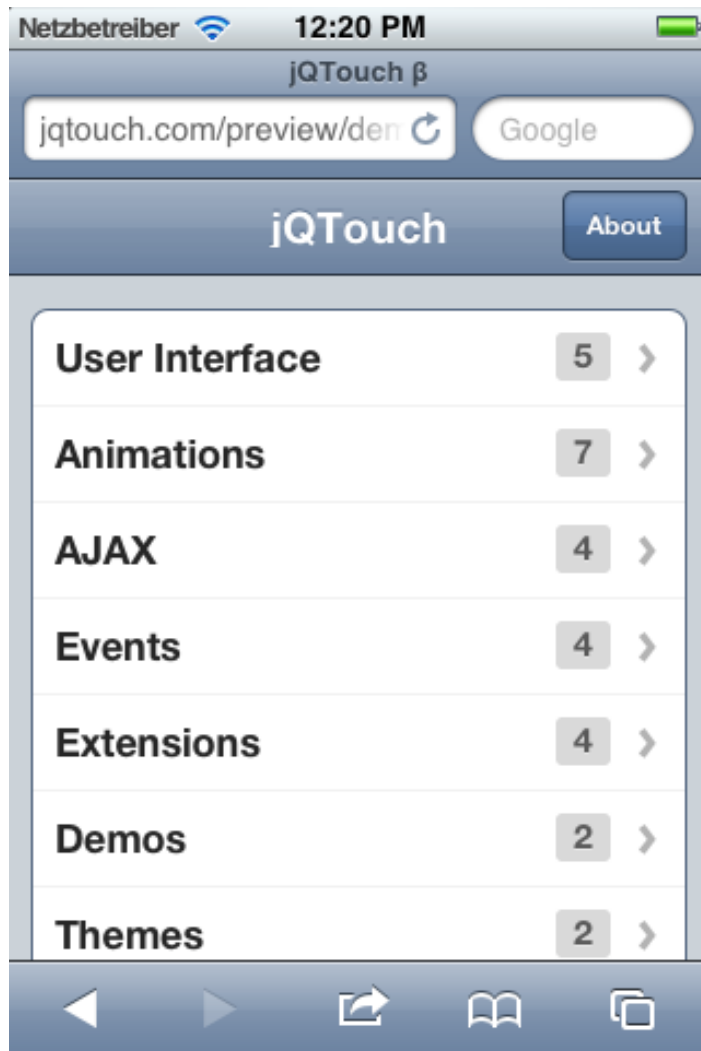 Netzbetreiber 12:20 PM
jQTouch β
jqtouch.com/preview/dem Google
jQTouch About
User Interface 5
Animations 7
AJAX 4
Events 4
Extensions 4
Demos 2
Themes 2